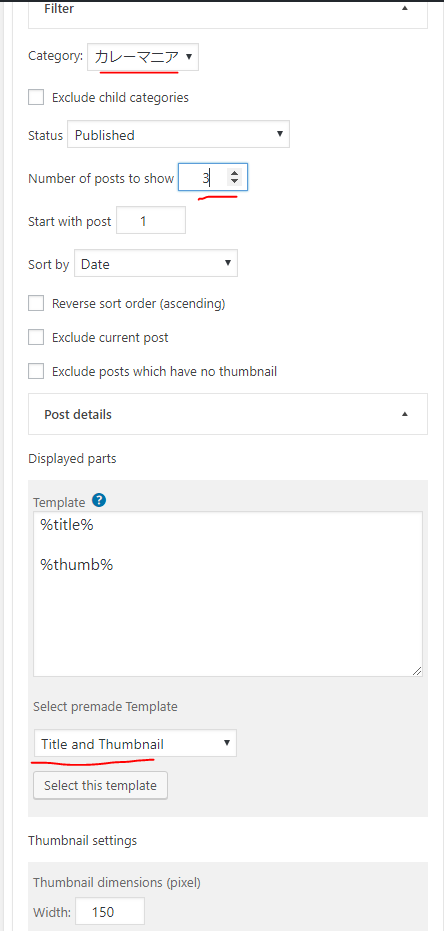 Filter
Category: カレーマニア
Exclude child categories
Status Published
Number of posts to show 3
Start with post 1
Sort by Date
Reverse sort order (ascending)
Exclude current post
Exclude posts which have no thumbnail
Post details
Displayed parts
Template ?
%title%
%thumb%
Select premade Template
Title and Thumbnail
Select this template
Thumbnail settings
Thumbnail dimensions (pixel)
Width: 150